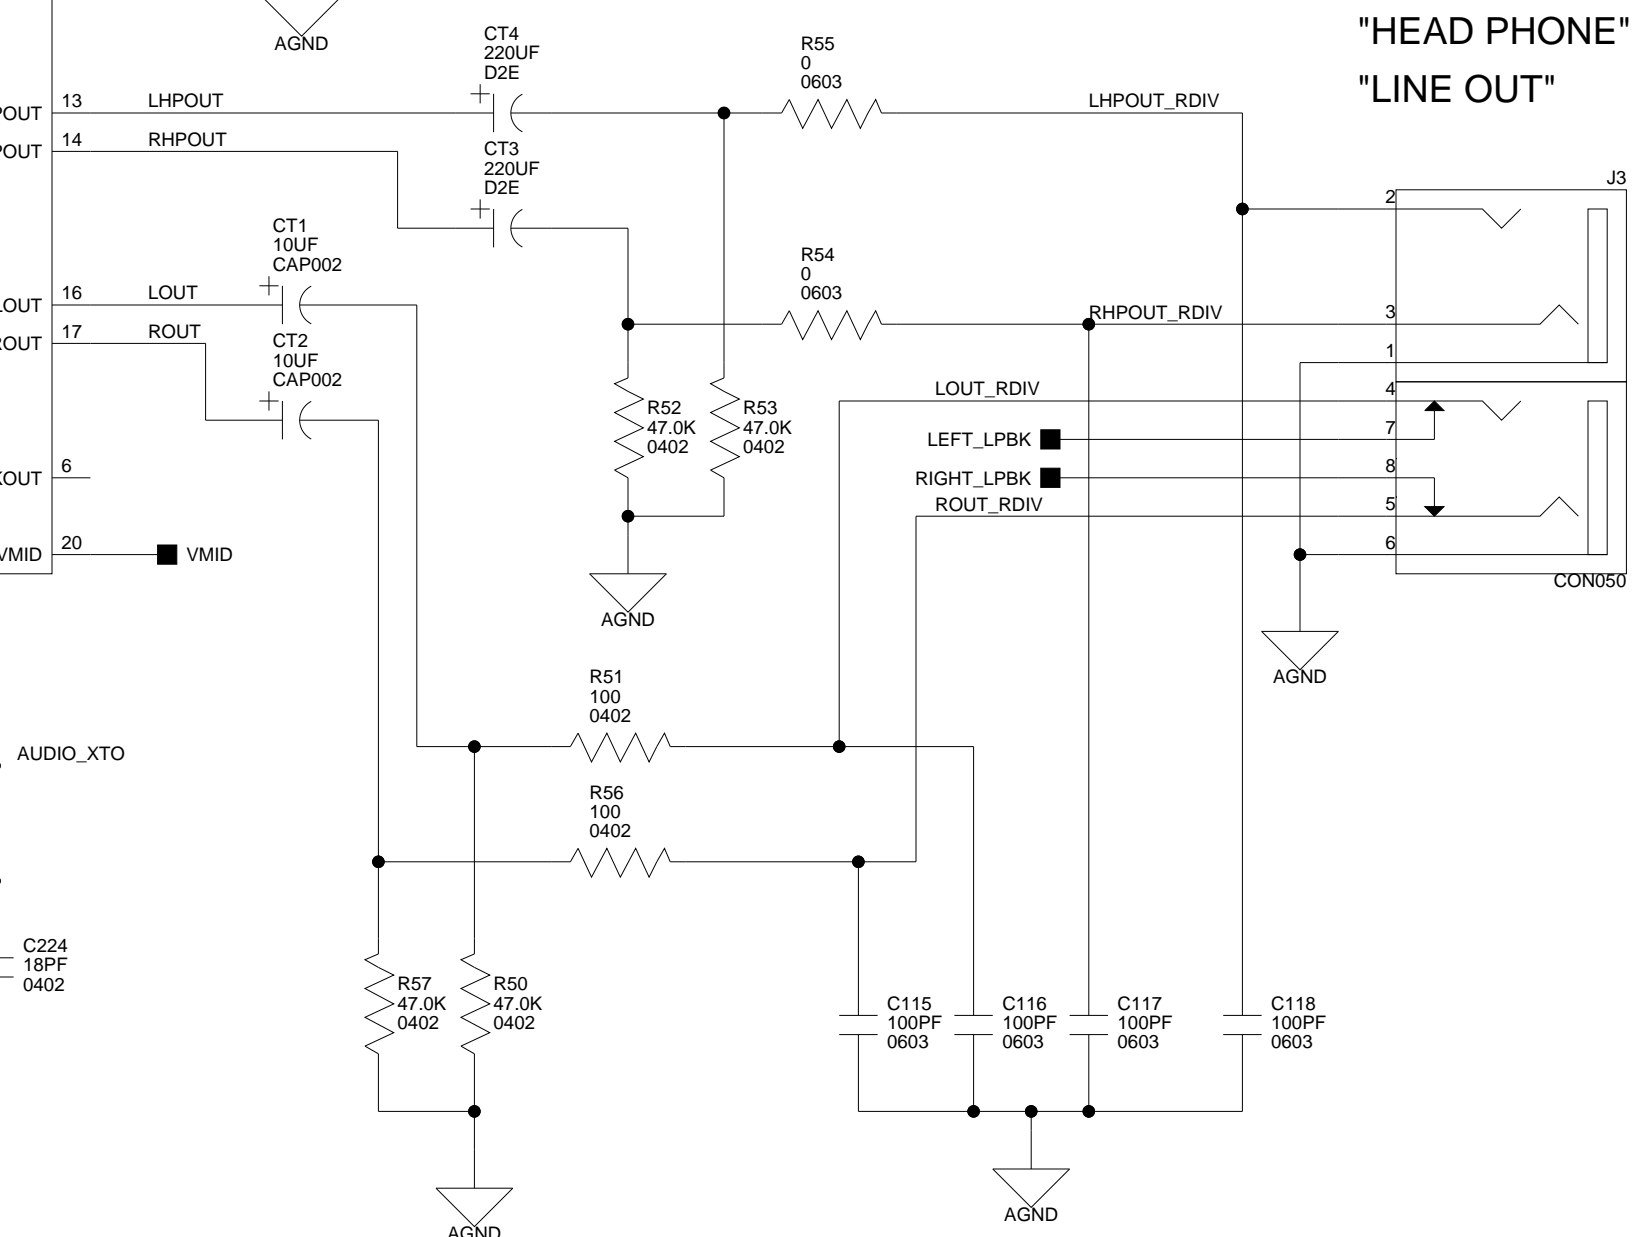 "HEAD PHONE"
"LINE OUT"
AGND
CT4
220UF
D2E
R55
0
0603
POUT 13 LHPOUT
LHPOUT_RDIV
POUT 14 RHPOUT
CT3
220UF
D2E
J3
2
CT1
10UF
CAP002
R54
0
0603
LOUT 16 LOUT
RHPOUT_RDIV 3
ROUT 17 ROUT
CT2
10UF
CAP002
1
LOUT_RDIV 4
R52
47.0K
0402
R53
47.0K
0402
LEFT_LPBK 7
RIGHT_LPBK 8
ROUT_RDIV 5
KOUT 6
6
VMID 20 VMID
CON050
AGND
AGND
R51
100
0402
AUDIO_XTO
R56
100
0402
C224
18PF
0402
R57
47.0K
0402
R50
47.0K
0402
C115
100PF
0603
C116
100PF
0603
C117
100PF
0603
C118
100PF
0603
AGND
AGND